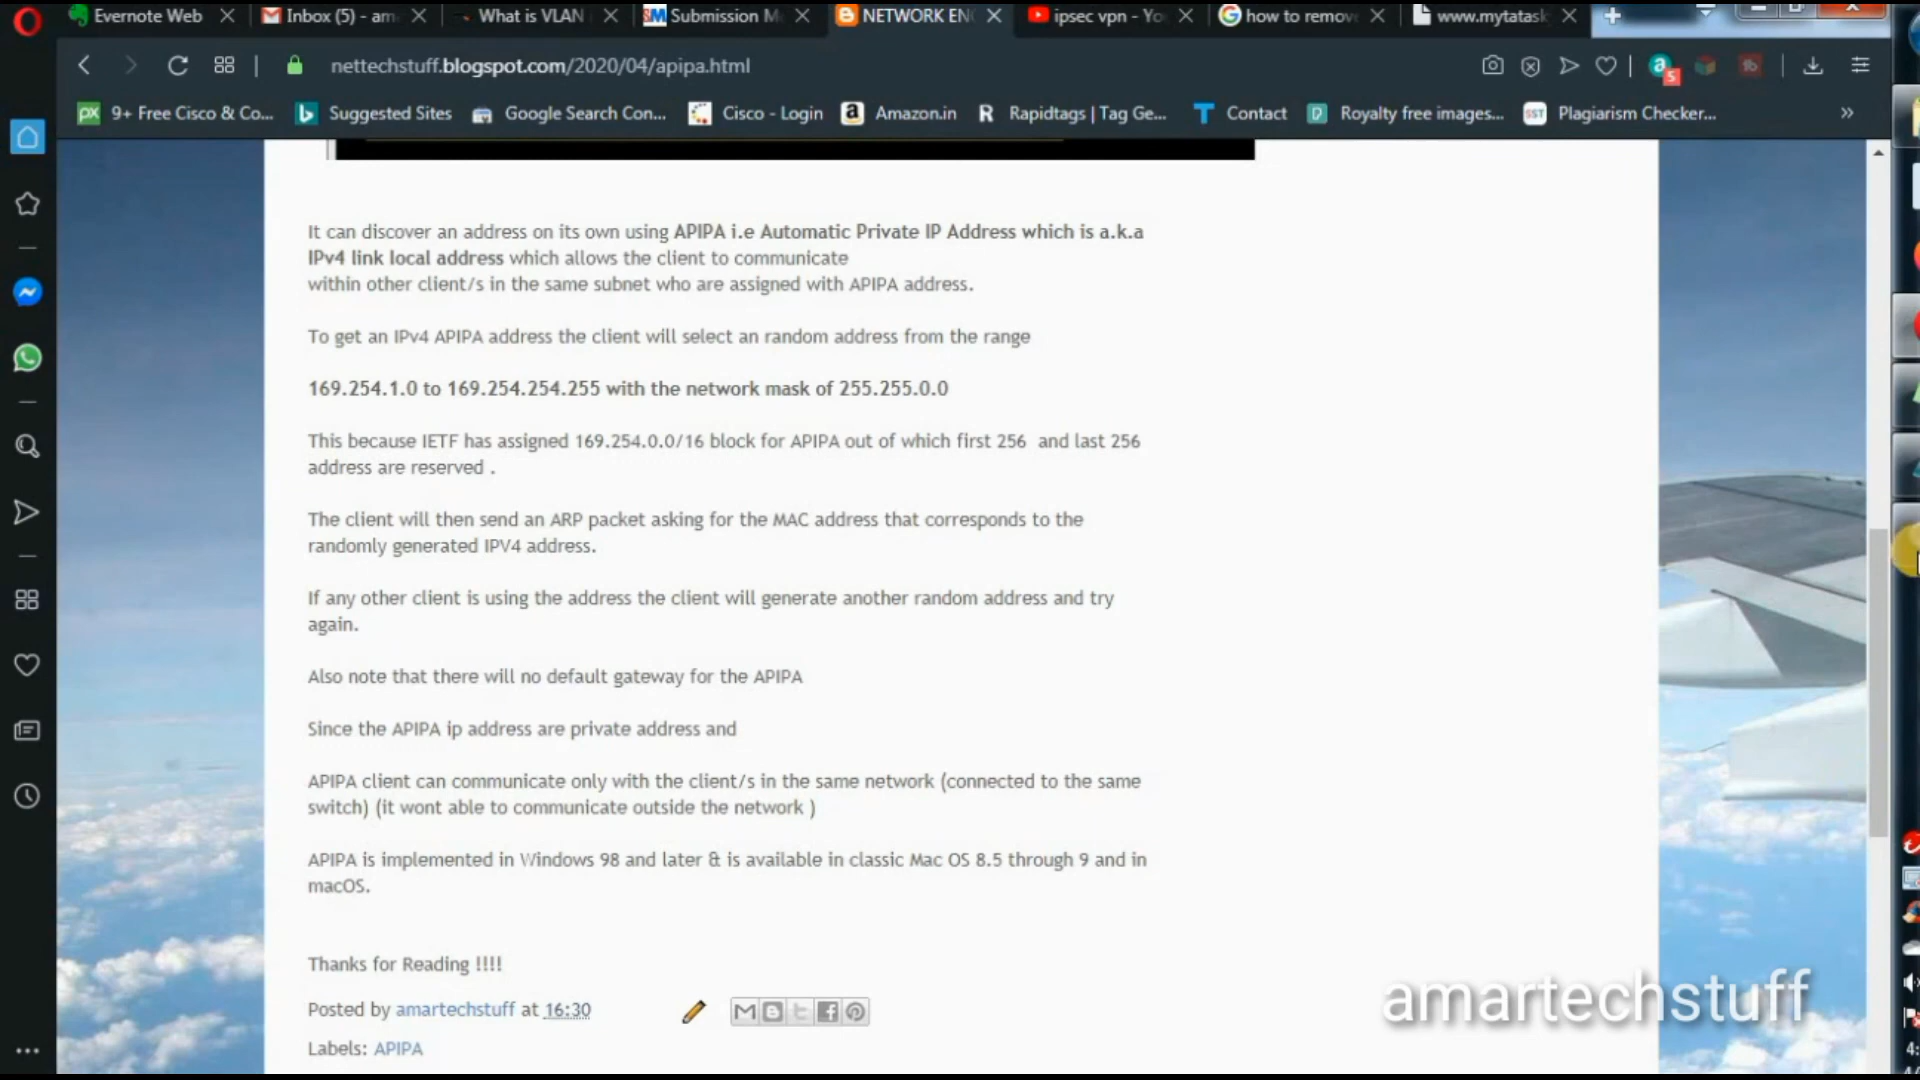 Evernote Web
Inbox (5) - am
What is VLAN
SM Submission M
NETWORK EN
ipsec vpn - Yo
how to remov
www.mytatask
nettechstuff.blogspot.com/2020/04/apipa.html
a 5
px 9+ Free Cisco & Co...
Suggested Sites
Google Search Con...
Cisco - Login
Amazon.in
R Rapidtags | Tag Ge...
Contact
Royalty free images...
SST Plagiarism Checker...
It can discover an address on its own using APIPA i.e Automatic Private IP Address which is a.k.a
IPv4 link local address which allows the client to communicate
within other client/s in the same subnet who are assigned with APIPA address.
To get an IPv4 APIPA address the client will select an random address from the range
169.254.1.0 to 169.254.254.255 with the network mask of 255.255.0.0
This because IETF has assigned 169.254.0.0/16 block for APIPA out of which first 256 and last 256
address are reserved .
The client will then send an ARP packet asking for the MAC address that corresponds to the
randomly generated IPV4 address.
If any other client is using the address the client will generate another random address and try
again.
Also note that there will no default gateway for the APIPA
Since the APIPA ip address are private address and
APIPA client can communicate only with the client/s in the same network (connected to the same
switch) (it wont able to communicate outside the network )
APIPA is implemented in Windows 98 and later & is available in classic Mac OS 8.5 through 9 and in
macOS.
Thanks for Reading !!!!
Posted by amartechstuff at 16:30
Labels: APIPA
amartechstuff